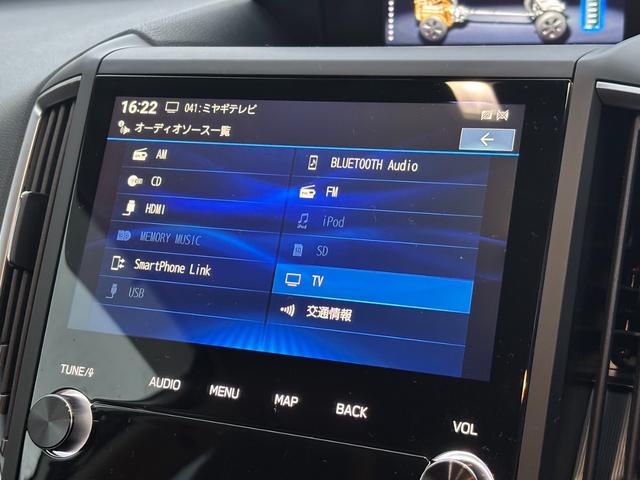 16:22 041:ミヤギテレビ
オーディオソース一覧
AM
BLUETOOTH Audio
CD
FM
HDMI
iPod
MEMORY MUSIC
SD
SmartPhone Link
TV
USB
交通情報
TUNE/
AUDIO
MENU
MAP
BACK
VOL